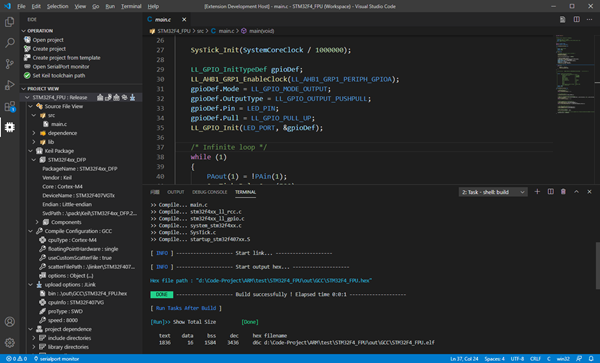 File Edit Selection View Go Run Terminal Help
[Extension Development Host] - main.c - STM32F4_FPU (Workspace) - Visual Studio Code
EIDE
OPERATION
Open project
Create project
Create project from template
Open SerialPort monitor
Set Keil toolchain path
PROJECT VIEW
STM32F4_FPU : Release
Source File View
src
main.c
dependence
lib
Keil Package
STM32F4xx_DFP
PackageName : STM32F4xx_DFP
Vendor : Keil
Core : Cortex-M4
DeviceName : STM32F407VGTx
Endian : Little-endian
SvdPath : .\pack\Keil\STM32F4xx_DFP.2...
Compile Configuration : GCC
cpuType : Cortex-M4
floatingPointHardware : single
useCustomScatterFile : true
scatterFilePath : .\linker\STM32F407...
options : Object {...}
upload options : JLink
bin : .\out\GCC\STM32F4_FPU.hex
cpuInfo : STM32F407VG
proType : SWD
speed : 8000
project dependence
include directories
library directories
main.c
STM32F4_FPU > src > main.c > main(void)
26
27 SysTick_Init(SystemCoreClock / 1000000);
28
29 LL_GPIO_InitTypeDef gpioDef;
30 LL_AHB1_GRP1_EnableClock(LL_AHB1_GRP1_PERIPH_GPIOA);
31 gpioDef.Mode = LL_GPIO_MODE_OUTPUT;
32 gpioDef.OutputType = LL_GPIO_OUTPUT_PUSHPULL;
33 gpioDef.Pin = LED_PIN;
34 gpioDef.Pull = LL_GPIO_PULL_UP;
35 LL_GPIO_Init(LED_PORT, &gpioDef);
36
37 /* Infinite loop */
38 while (1)
39 {
40 PAout(1) = !PAin(1);
PROBLEMS OUTPUT DEBUG CONSOLE TERMINAL
2: Task - shell: build
>> Compile... main.c
>> Compile... stm32f4xx_ll_rcc.c
>> Compile... stm32f4xx_ll_gpio.c
>> Compile... system_stm32f4xx.c
>> Compile... SysTick.c
>> Compile... startup_stm32f407xx.S
[ INFO ] -------------------- Start link... --------------------
[ INFO ] -------------------- Start output hex... --------------------
Hex file path : "d:\Code-Project\ARM\test\STM32F4_FPU\out\GCC\STM32F4_FPU.hex"
DONE -------------------- Build successfully ! Elapsed time 0:0:1 --------------------
[ Run Tasks After Build ]
[Run]>> Show Total Size [Done]
text data bss dec hex filename
1836 16 1584 3436 d6c d:\Code-Project\ARM\test\STM32F4_FPU\out\GCC\STM32F4_FPU.elf
0 0 serialport monitor
Ln 37, Col 24 Spaces: 4 UTF-8 CRLF C win32